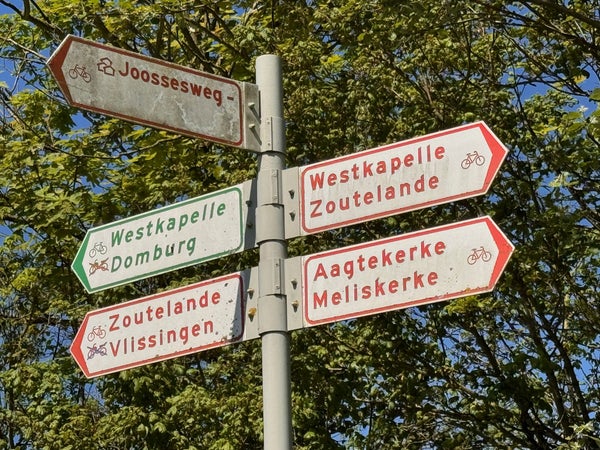 Joossesweg-
Westkapelle
Zoutelande
Westkapelle
Domburg
Aagtekerke
Meliskerke
Zoutelande
Vlissingen